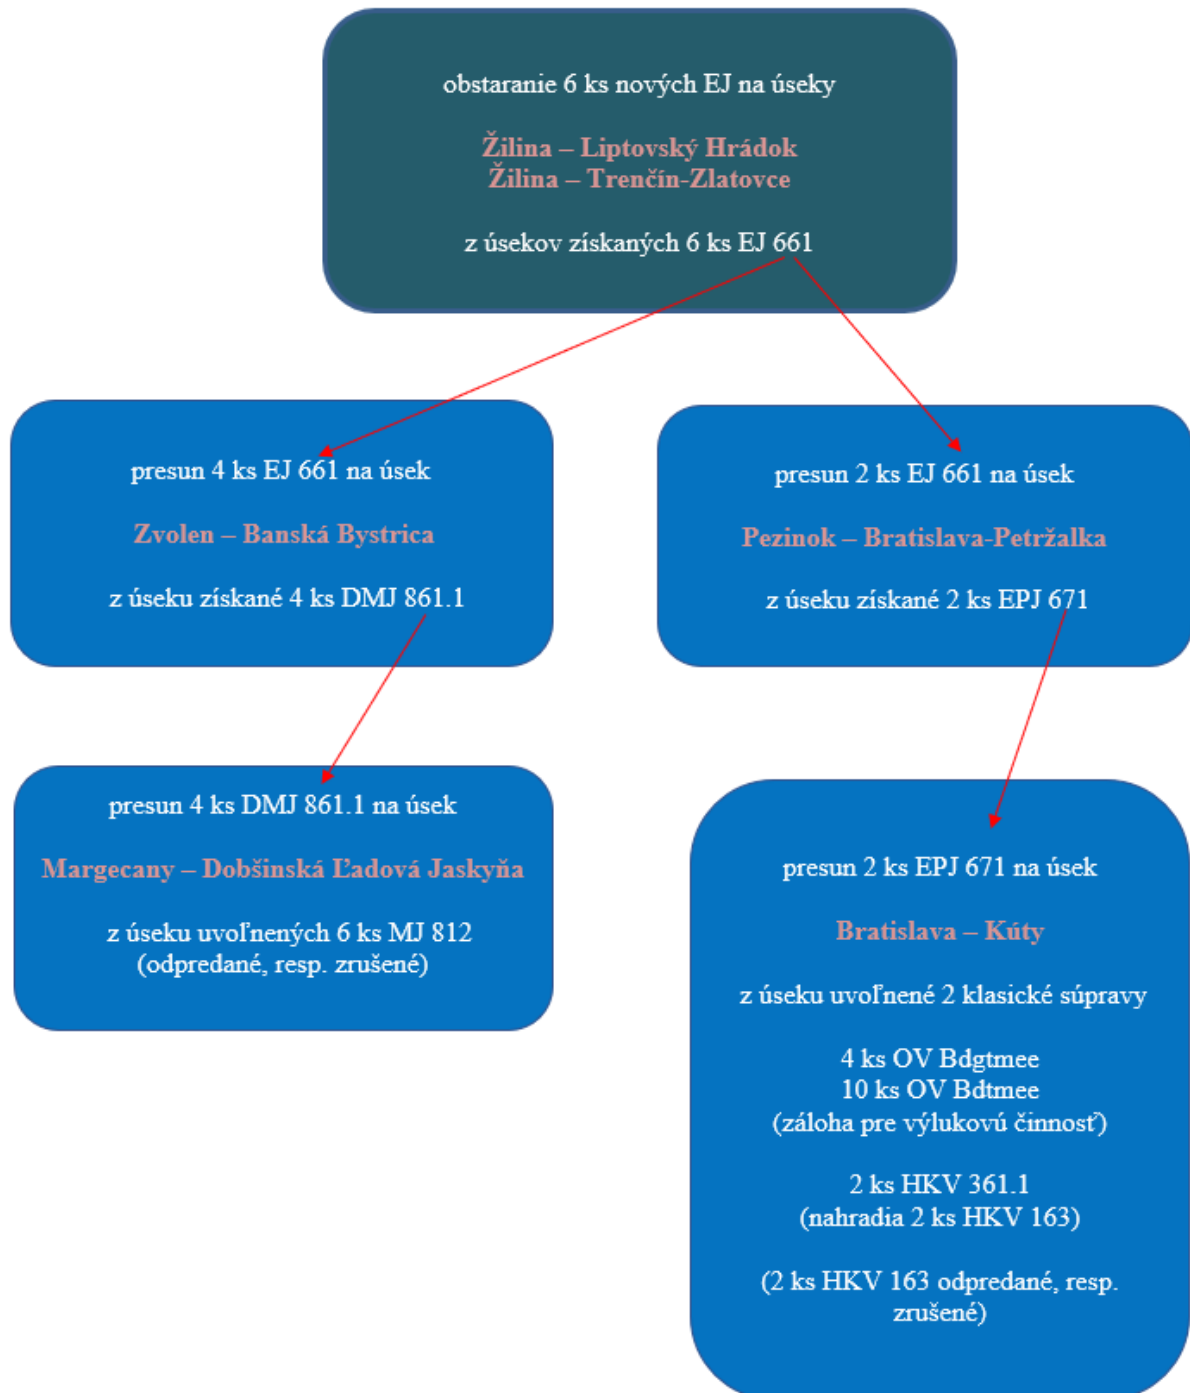 obstaranie 6 ks nových EJ na úseky
Žilina – Liptovský Hrádok
Žilina – Trenčín-Zlatovce
z úsekov získaných 6 ks EJ 661
presun 4 ks EJ 661 na úsek
Zvolen – Banská Bystrica
z úseku získané 4 ks DMJ 861.1
presun 2 ks EJ 661 na úsek
Pezinok – Bratislava-Petržalka
z úseku získané 2 ks EPJ 671
presun 4 ks DMJ 861.1 na úsek
Margecany – Dobšinská Ľadová Jaskyňa
z úseku uvoľnených 6 ks MJ 812
(odpredané, resp. zrušené)
presun 2 ks EPJ 671 na úsek
Bratislava – Kúty
z úseku uvoľnené 2 klasické súpravy
4 ks OV Bdgtmee
10 ks OV Bdtmee
(záloha pre výlukovú činnosť)
2 ks HKV 361.1
(nahradia 2 ks HKV 163)
(2 ks HKV 163 odpredané, resp.
zrušené)